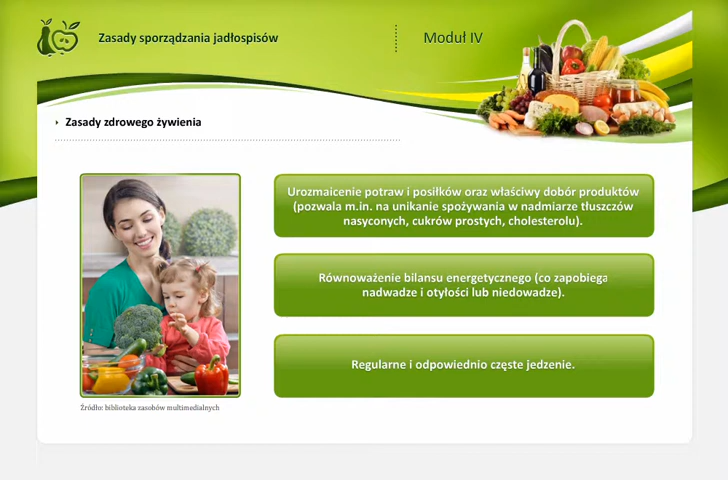 Zasady sporządzania jadłospisów
Moduł IV
Zasady zdrowego żywienia
Urozmaicenie potraw i posiłków oraz właściwy dobór produktów
(pozwala m.in. na unikanie spożywania w nadmiarze tłuszczów
nasyconych, cukrów prostych, cholesterolu).
Równoważenie bilansu energetycznego (co zapobiega
nadwadze i otyłości lub niedowadze).
Regularne i odpowiednio częste jedzenie.
Źródło: biblioteka zasobów multimedialnych